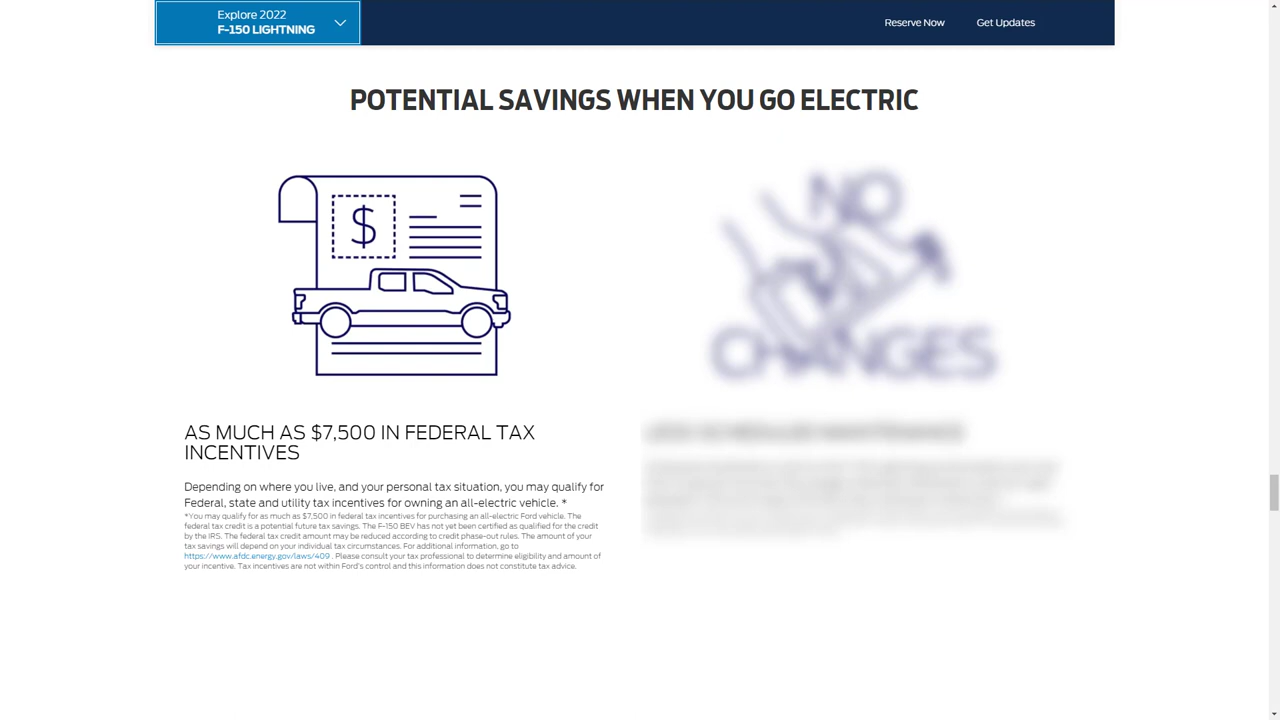 Explore 2022
F-150 LIGHTNING
Reserve Now
Get Updates
POTENTIAL SAVINGS WHEN YOU GO ELECTRIC
$
NO
CHANGES
AS MUCH AS $7,500 IN FEDERAL TAX
INCENTIVES
LESS SCHEDULED MAINTENANCE
Depending on where you live, and your personal tax situation, you may qualify for
Federal, state and utility tax incentives for owning an all-electric vehicle. *
*You may qualify for as much as $7,500 in federal tax incentives for purchasing an all-electric Ford vehicle. The
federal tax credit is a potential future tax savings. The F-150 BEV has not yet been certified as qualified for the credit
by the IRS. The federal tax credit amount may be reduced according to credit phase-out rules. The amount of your
tax savings will depend on your individual tax circumstances. For additional information, go to
https://www.afdc.energy.gov/laws/409 . Please consult your tax professional to determine eligibility and amount of
your incentive. Tax incentives are not within Ford's control and this information does not constitute tax advice.